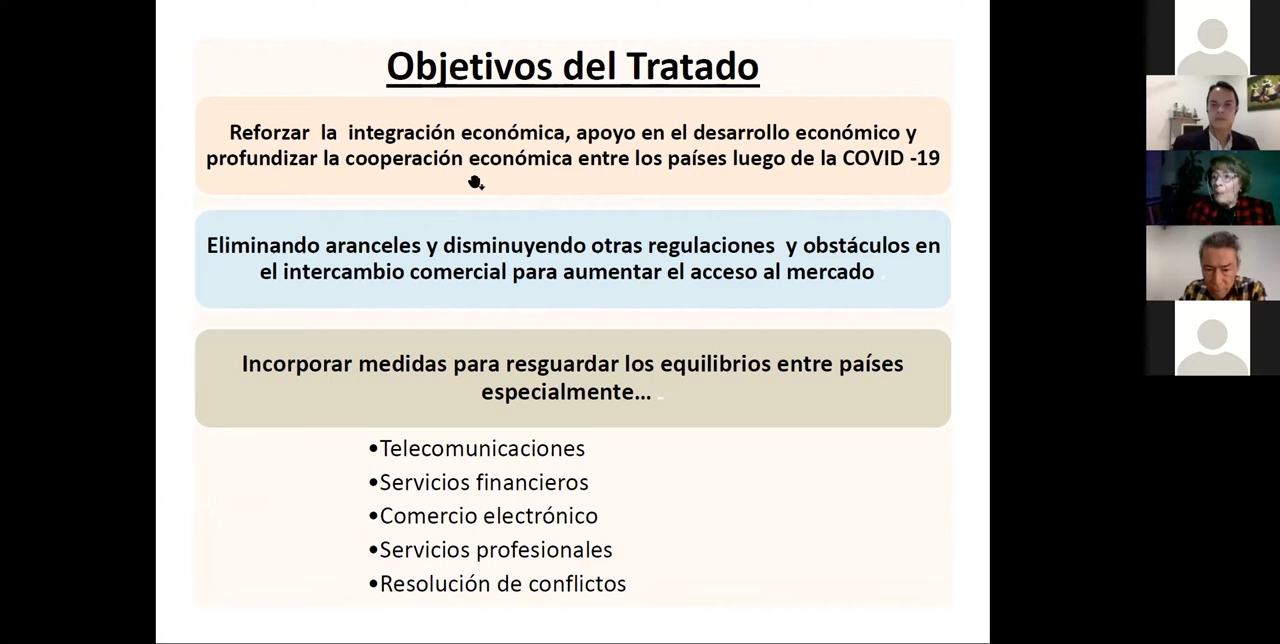 Objetivos del Tratado
Reforzar la integración económica, apoyo en el desarrollo económico y
profundizar la cooperación económica entre los países luego de la COVID -19
Eliminando aranceles y disminuyendo otras regulaciones y obstáculos en
el intercambio comercial para aumentar el acceso al mercado
Incorporar medidas para resguardar los equilibrios entre países
especialmente...
•Telecomunicaciones
•Servicios financieros
•Comercio electrónico
•Servicios profesionales
•Resolución de conflictos